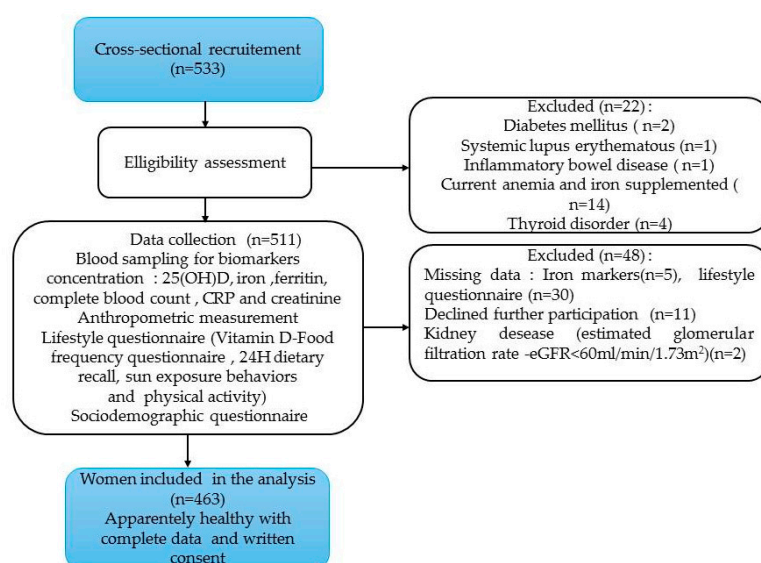 Cross-sectional recruitement
(n=533)
Elligibility assessment
Excluded (n=22) :
Diabetes mellitus ( n=2)
Systemic lupus erythematous (n=1)
Inflammatory bowel disease ( n=1)
Current anemia and iron supplemented (
n=14)
Thyroid disorder (n=4)
Data collection (n=511)
Blood sampling for biomarkers
concentration : 25(OH)D, iron ,ferritin,
complete blood count , CRP and creatinine
Anthropometric measurement
Lifestyle questionnaire (Vitamin D-Food
frequency questionnaire , 24H dietary
recall, sun exposure behaviors
and physical activity)
Sociodemographic questionnaire
Excluded (n=48) :
Missing data : Iron markers(n=5), lifestyle
questionnaire (n=30)
Declined further participation (n=11)
Kidney desease (estimated glomerular
filtration rate -eGFR<60ml/min/1.73m²)(n=2)
Women included in the analysis
(n=463)
Apparentely healthy with
complete data and written
consent